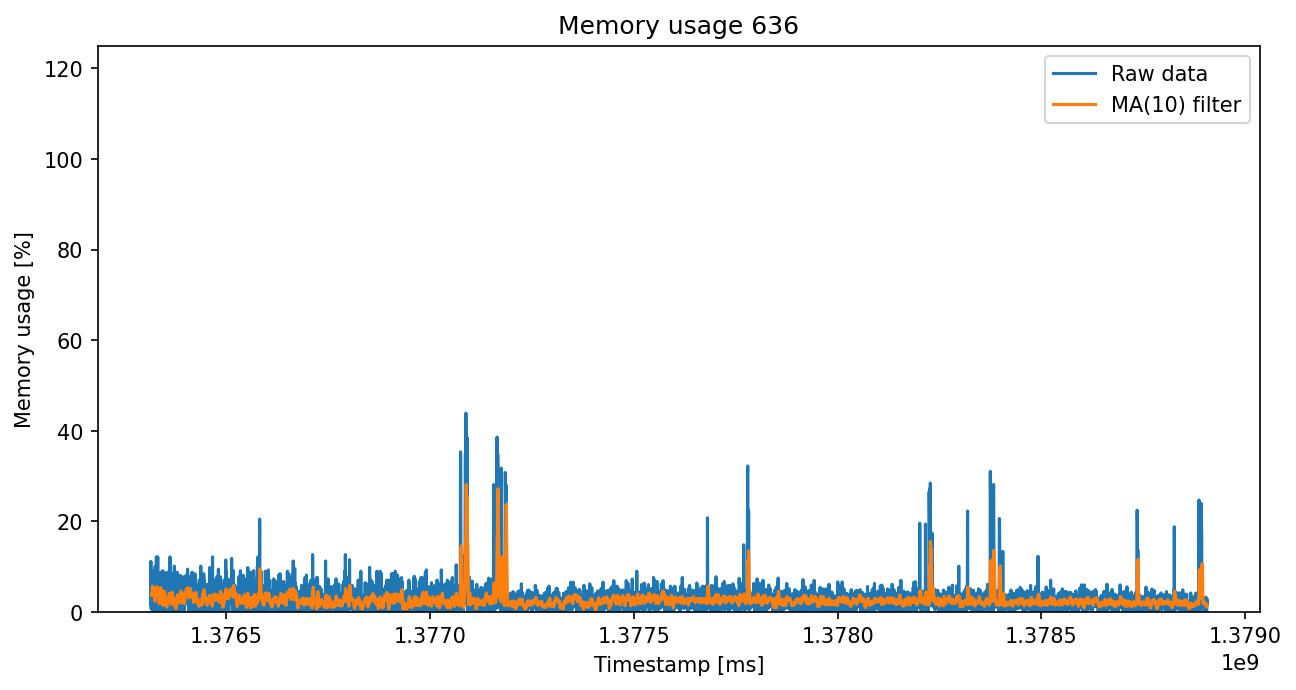 Memory usage 636
Raw data
MA(10) filter
Memory usage [%]
120
100
80
60
40
20
0
1.3765 1.3770 1.3775 1.3780 1.3785 1.3790
1e9
Timestamp [ms]